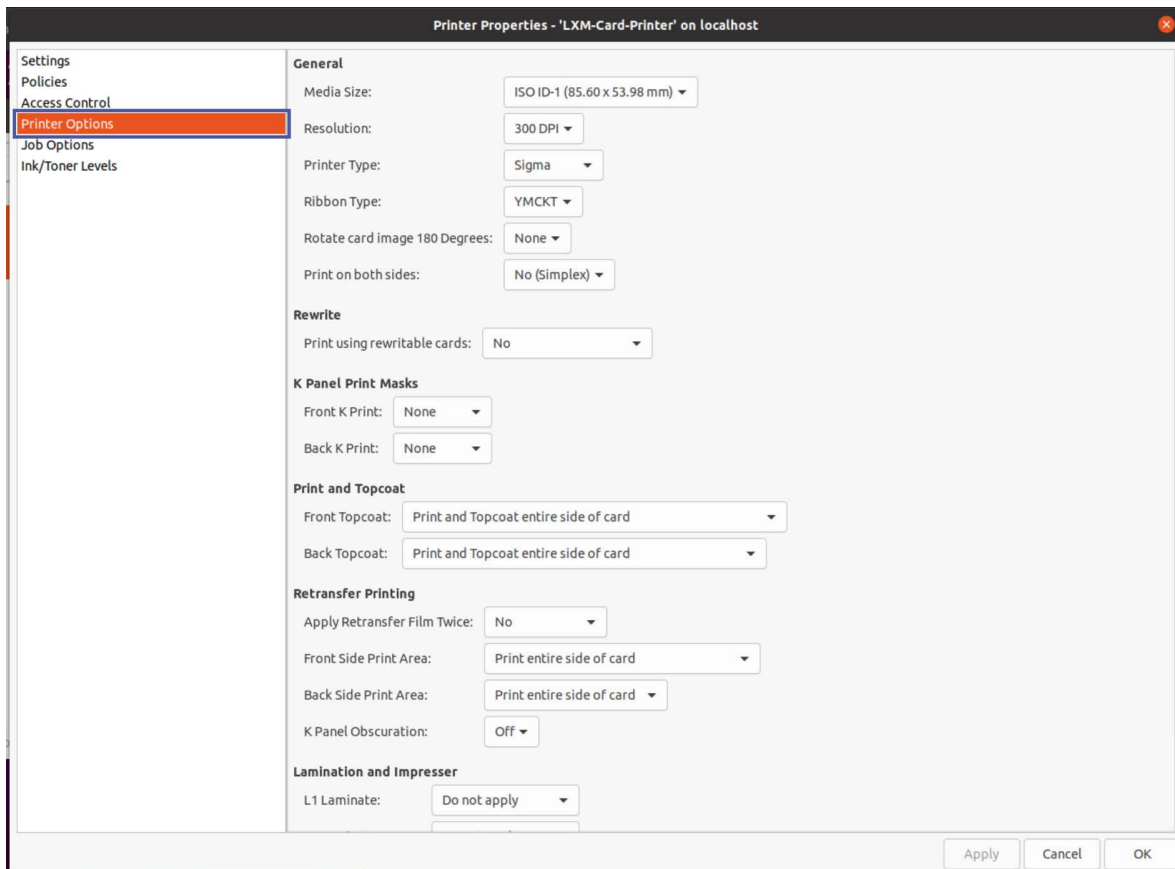 Printer Properties - 'LXM-Card-Printer' on localhost
Settings
Policies
Access Control
Printer Options
Job Options
Ink/Toner Levels
General
Media Size: ISO ID-1 (85.60 x 53.98 mm)
Resolution: 300 DPI
Printer Type: Sigma
Ribbon Type: YMCKT
Rotate card image 180 Degrees: None
Print on both sides: No (Simplex)
Rewrite
Print using rewritable cards: No
K Panel Print Masks
Front K Print: None
Back K Print: None
Print and Topcoat
Front Topcoat: Print and Topcoat entire side of card
Back Topcoat: Print and Topcoat entire side of card
Retransfer Printing
Apply Retransfer Film Twice: No
Front Side Print Area: Print entire side of card
Back Side Print Area: Print entire side of card
K Panel Obscuration: Off
Lamination and Impresser
L1 Laminate: Do not apply
Apply Cancel OK